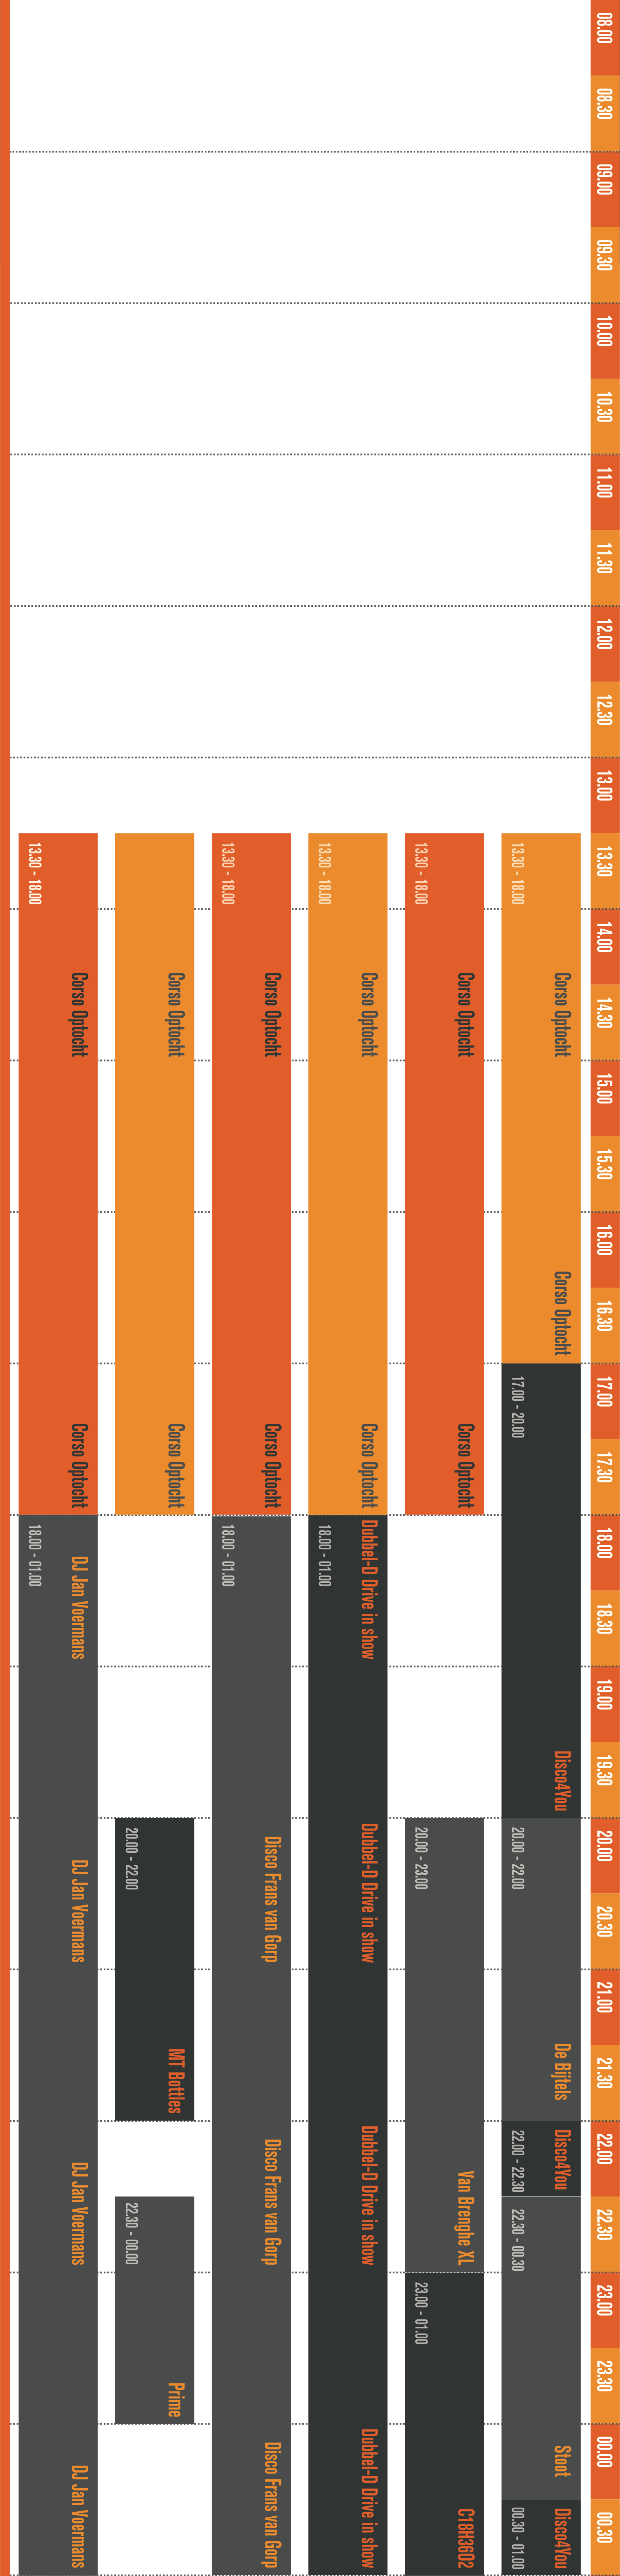 08.00
08.30
09.00
09.30
10.00
10.30
11.00
11.30
12.00
12.30
13.00
13.30
14.00
14.30
15.00
15.30
16.00
16.30
17.00
17.30
18.00
18.30
19.00
19.30
20.00
20.30
21.00
21.30
22.00
22.30
23.00
23.30
00.00
00.30
Corso Optocht
13.30 - 18.00
Corso Optocht
17.00 - 20.00
Disco4You
20.00 - 22.00
De Bijtels
Disco4You
22.00 - 22.30
22.30 - 00.30
Stoot
Disco4You
00.30 - 01.00
Corso Optocht
13.30 - 18.00
Corso Optocht
20.00 - 23.00
Van Brenghe XL
23.00 - 01.00
C18H36O2
Corso Optocht
13.30 - 18.00
Corso Optocht
Dubbel-D Drive in show
18.00 - 01.00
Dubbel-D Drive in show
Dubbel-D Drive in show
Dubbel-D Drive in show
Corso Optocht
13.30 - 18.00
Corso Optocht
18.00 - 01.00
Disco Frans van Gorp
Disco Frans van Gorp
Disco Frans van Gorp
Corso Optocht
Corso Optocht
20.00 - 22.00
MT Bottles
22.30 - 00.00
Prime
Corso Optocht
13.30 - 18.00
Corso Optocht
DJ Jan Voermans
18.00 - 01.00
DJ Jan Voermans
DJ Jan Voermans
DJ Jan Voermans